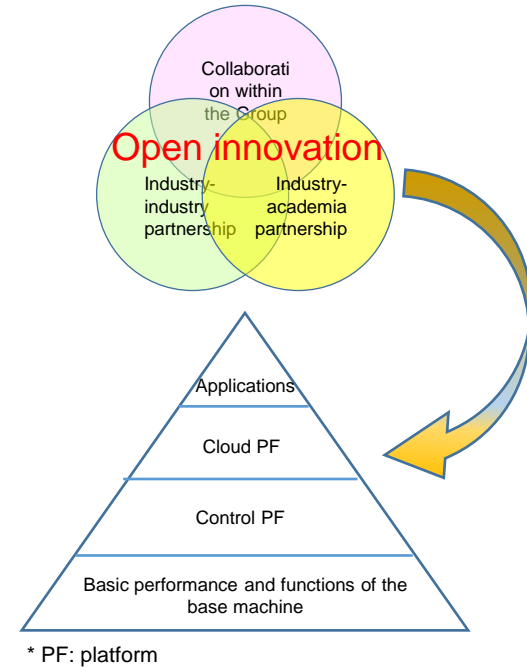 Collaborati
on within
the Group
Open innovation
Industry-
industry
partnership
Industry-
academia
partnership
Applications
Cloud PF
Control PF
Basic performance and functions of the
base machine
* PF: platform